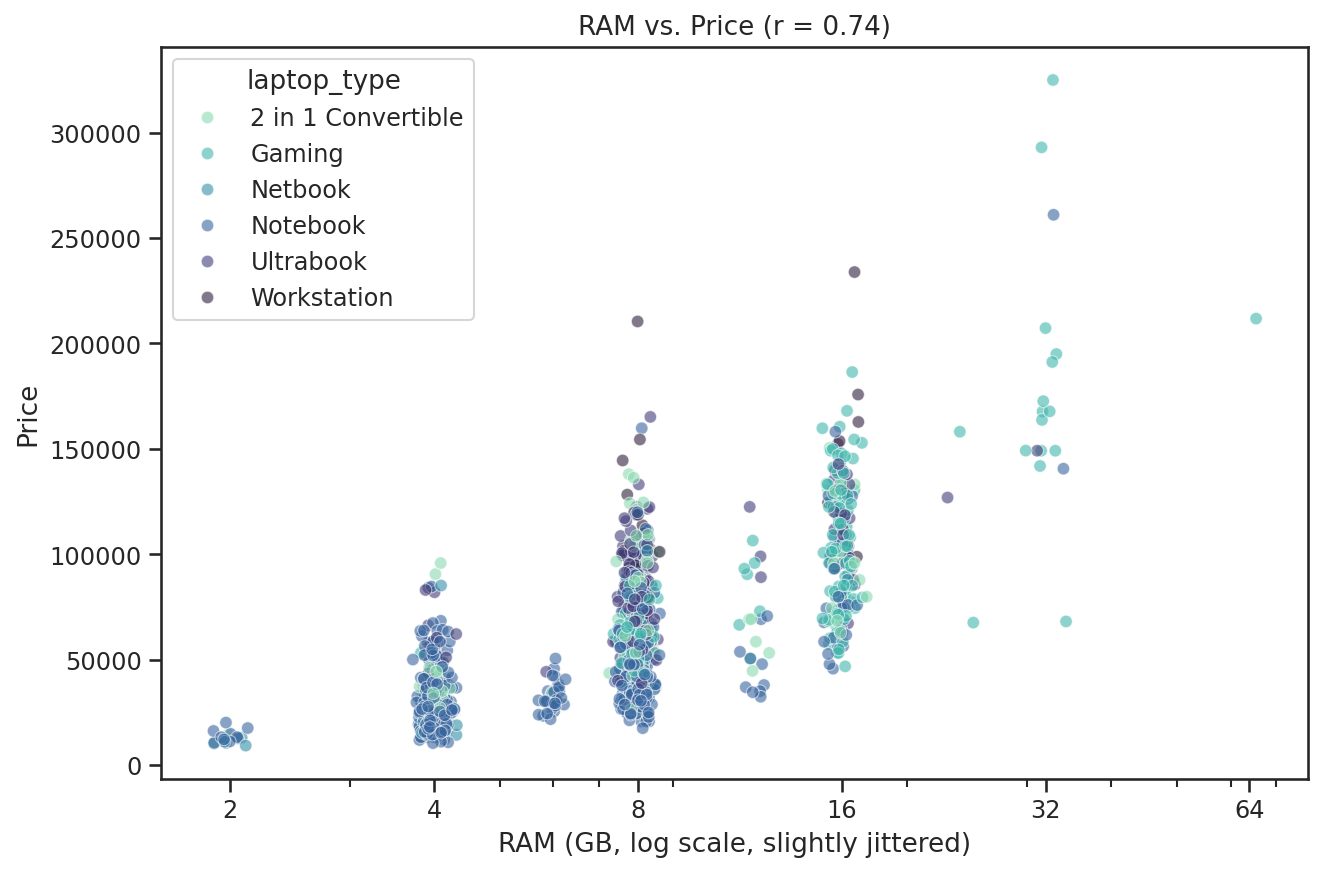 RAM vs. Price (r = 0.74)
laptop_type
2 in 1 Convertible
Gaming
Netbook
Notebook
Ultrabook
Workstation
Price
300000
250000
200000
150000
100000
50000
0
2 4 8 16 32 64
RAM (GB, log scale, slightly jittered)